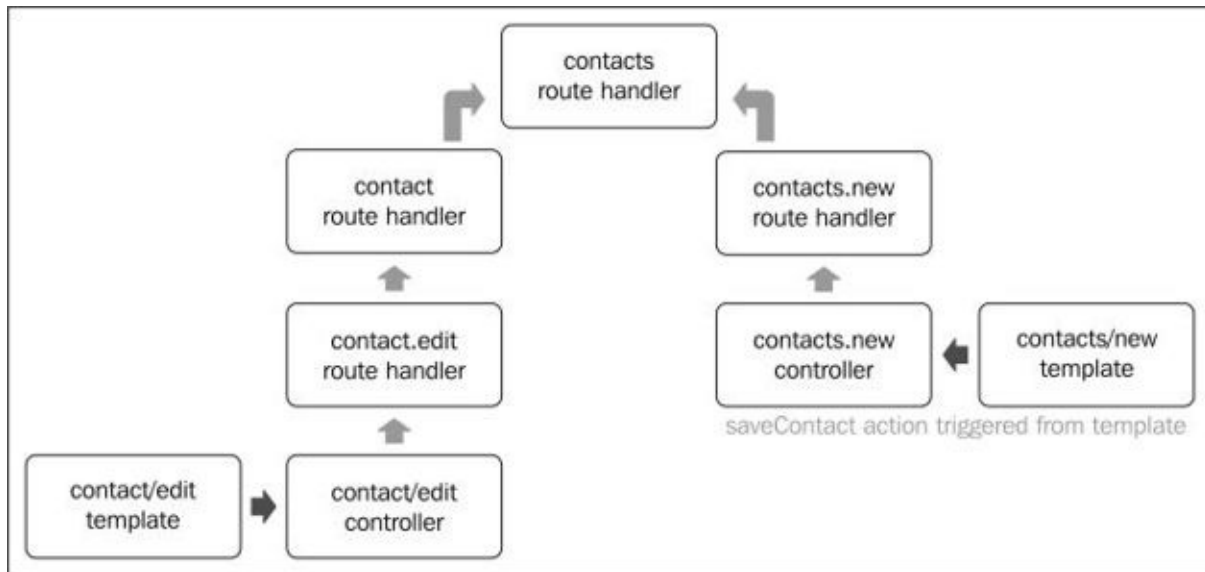 contacts
route handler
contact
route handler
contacts.new
route handler
contact.edit
route handler
contacts.new
controller
contacts/new
template
saveContact action triggered from template
contact/edit
template
contact/edit
controller